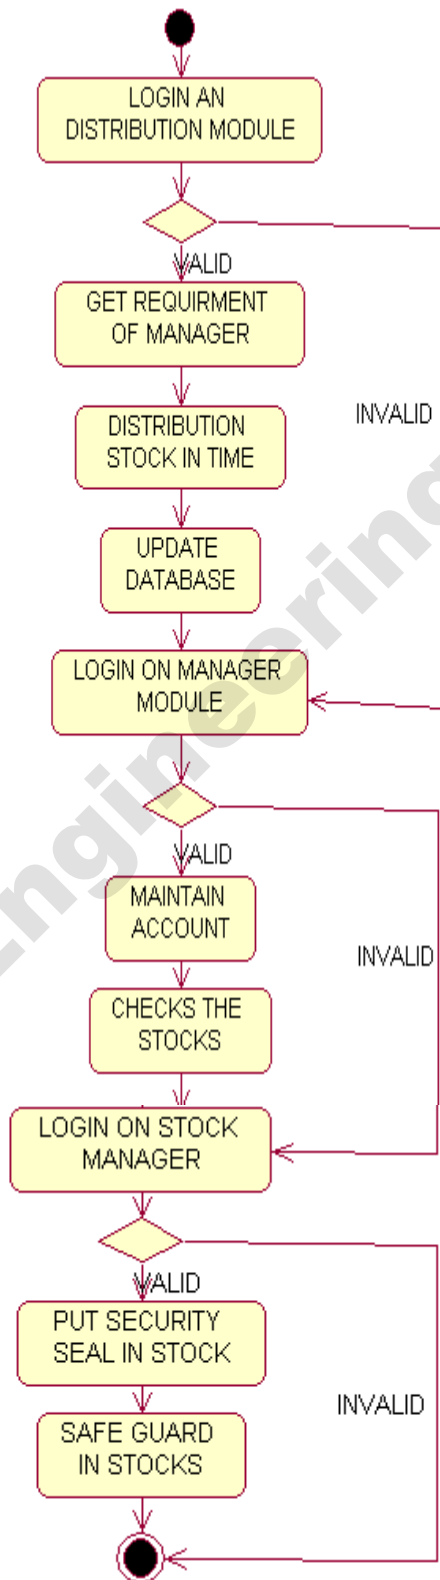 LOGIN AN
DISTRIBUTION MODULE
VALID
GET REQUIRMENT
OF MANAGER
INVALID
DISTRIBUTION
STOCK IN TIME
UPDATE
DATABASE
LOGIN ON MANAGER
MODULE
VALID
MAINTAIN
ACCOUNT
INVALID
CHECKS THE
STOCKS
LOGIN ON STOCK
MANAGER
VALID
PUT SECURITY
SEAL IN STOCK
INVALID
SAFE GUARD
IN STOCKS
Engineering